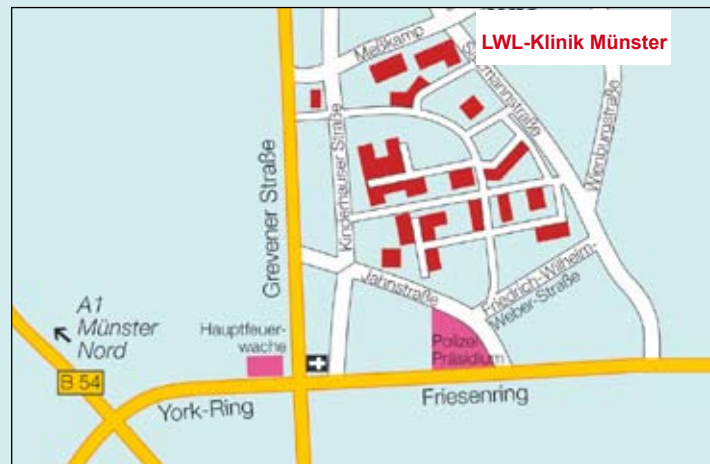 LWL-Klinik Münster
Meßkamp
Wienburgstraße
Kinderhauser Straße
Grevener Straße
Jahnstraße
Friedrich-Wilhelm-
Weber-Straße
A1
Münster
Nord
Hauptfeuer-
wache
Polizei
Präsidium
B 54
York-Ring
Friesenring